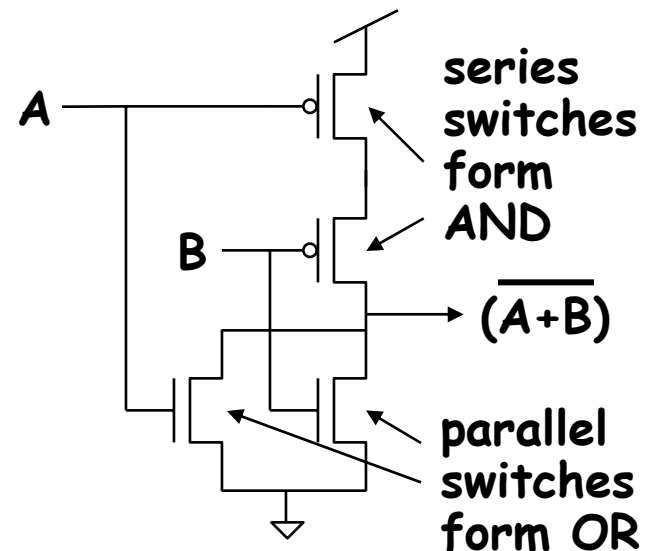 A
series
switches
form
AND
B
(A+B)
parallel
switches
form OR